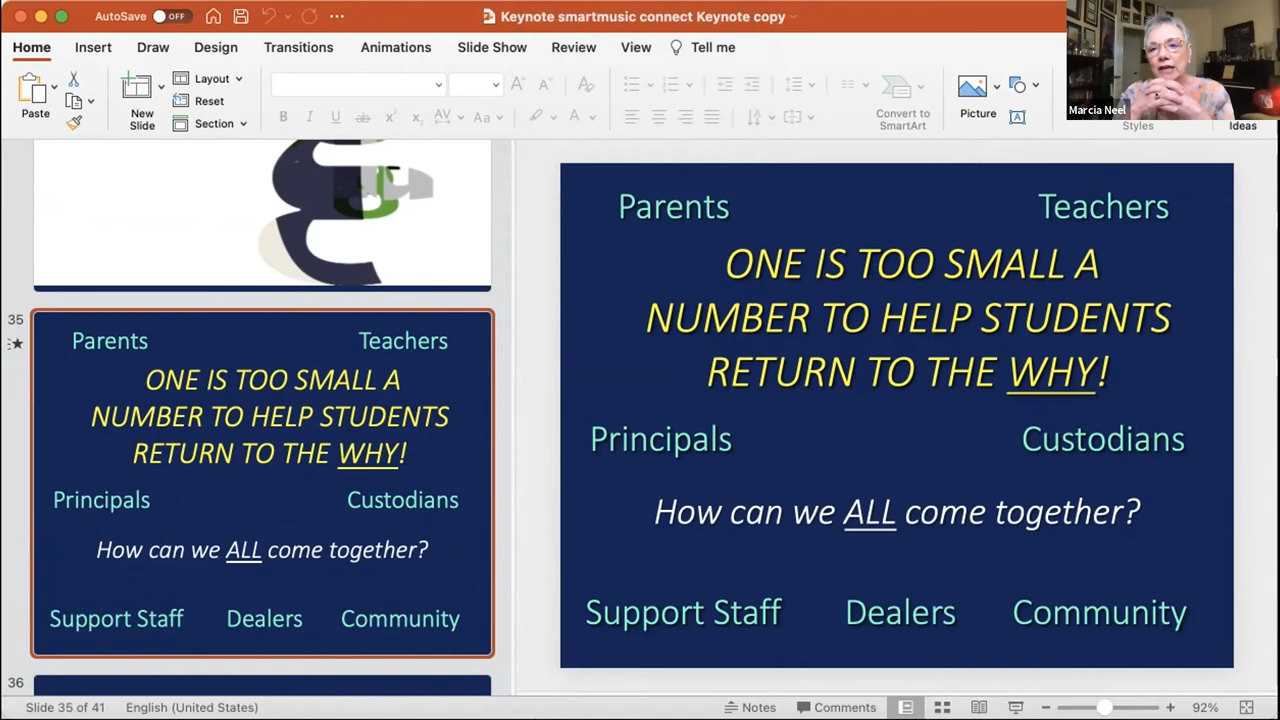 AutoSave OFF Keynote smartmusic connect Keynote copy
Home Insert Draw Design Transitions Animations Slide Show Review View Tell me
Paste
New
Slide
Layout
Reset
Section
B I U ab x x AV Aa A
Convert to
SmartArt
Picture
Styles
Ideas
Marcia Neel
35
Parents Teachers
ONE IS TOO SMALL A
NUMBER TO HELP STUDENTS
RETURN TO THE WHY!
Principals Custodians
How can we ALL come together?
Support Staff Dealers Community
36
Parents Teachers
ONE IS TOO SMALL A
NUMBER TO HELP STUDENTS
RETURN TO THE WHY!
Principals Custodians
How can we ALL come together?
Support Staff Dealers Community
Slide 35 of 41 English (United States) Notes Comments 92%